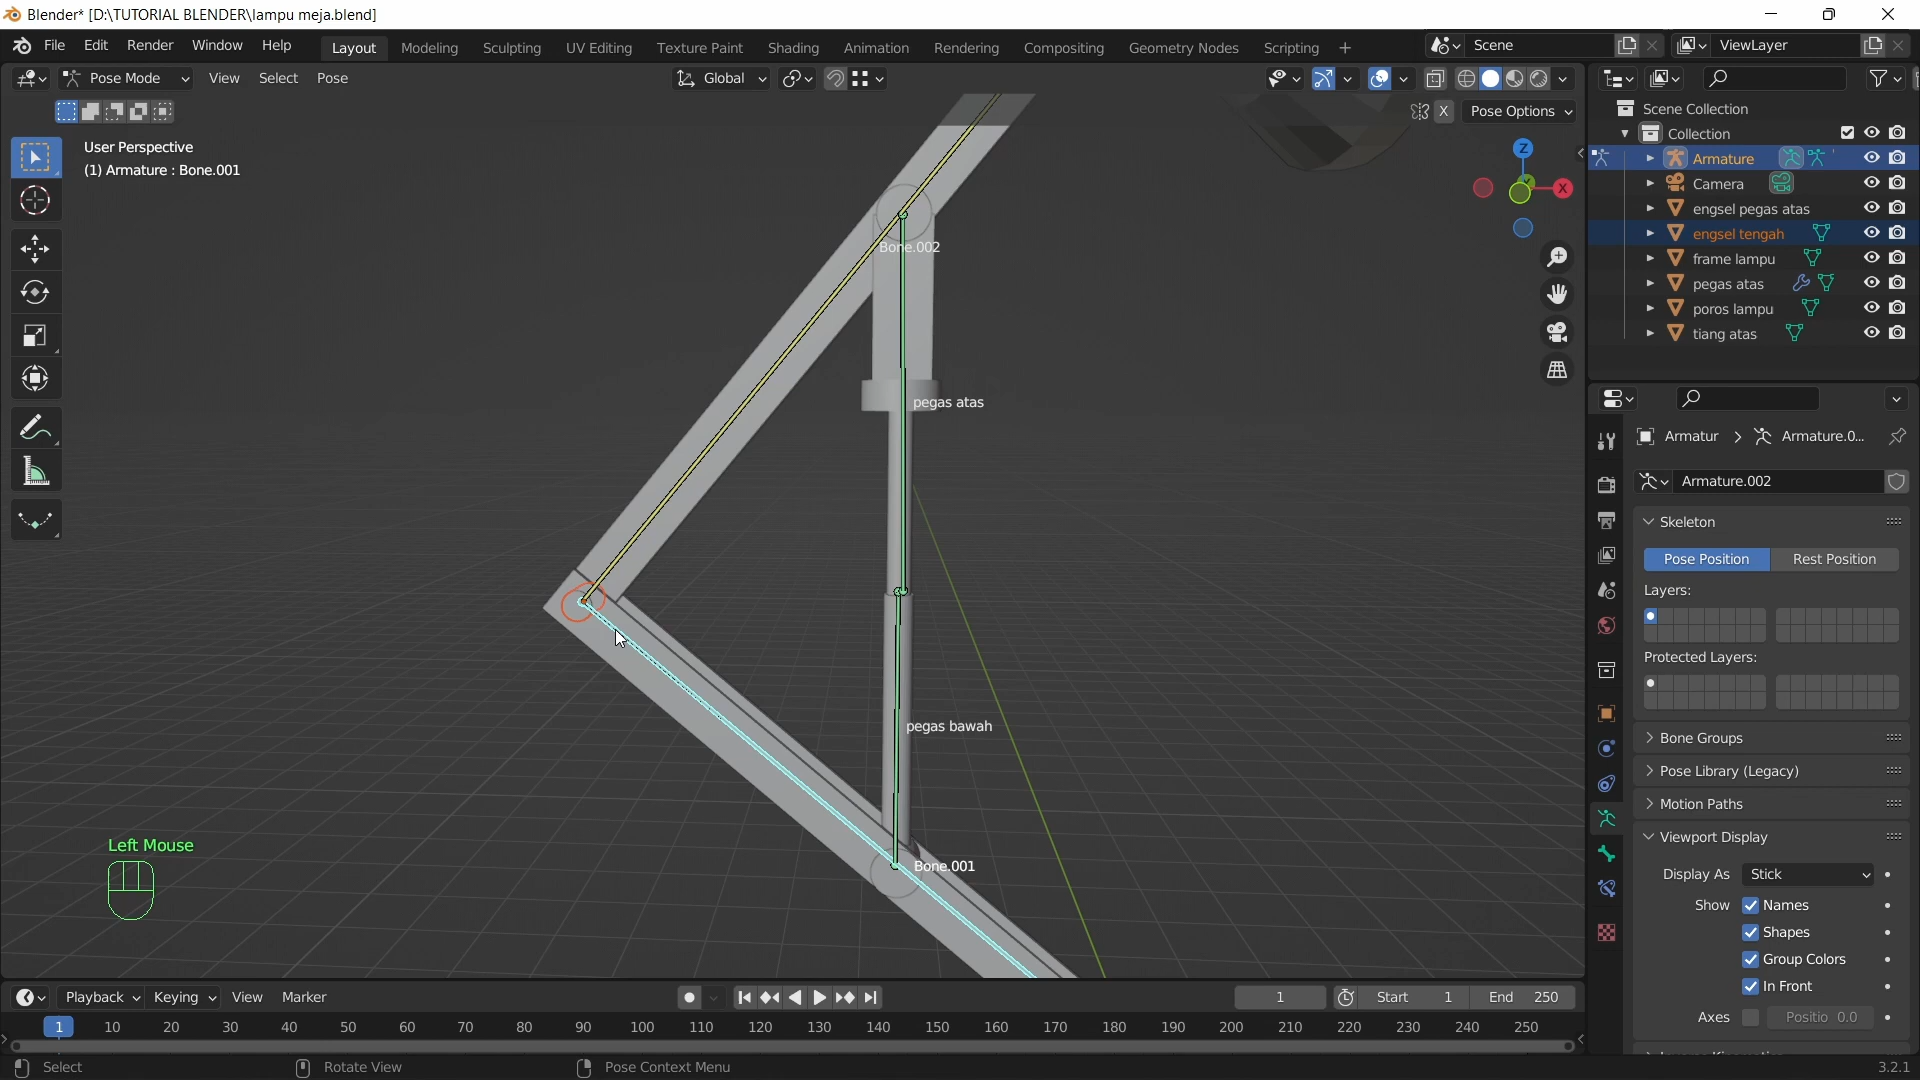 Blender* [D:\TUTORIAL BLENDER\lampu meja.blend]
File Edit Render Window Help Layout Modeling Sculpting UV Editing Texture Paint Shading Animation Rendering Compositing Geometry Nodes Scripting + Scene ViewLayer
Pose Mode View Select Pose Global
X Pose Options
User Perspective
(1) Armature : Bone.001
Z
X
Bone.002
pegas atas
pegas bawah
Bone.001
Left Mouse
Scene Collection
Collection
Armature
Camera
engsel pegas atas
engsel tengah
frame lampu
pegas atas
poros lampu
tiang atas
Armatur > Armature.0...
Armature.002
Skeleton
Pose Position Rest Position
Layers:
Protected Layers:
Bone Groups
Pose Library (Legacy)
Motion Paths
Viewport Display
Display As Stick
Show Names
Shapes
Group Colors
In Front
Axes Positio 0.0
Playback Keying View Marker 1 Start 1 End 250
1 10 20 30 40 50 60 70 80 90 100 110 120 130 140 150 160 170 180 190 200 210 220 230 240 250
Select Rotate View Pose Context Menu 3.2.1